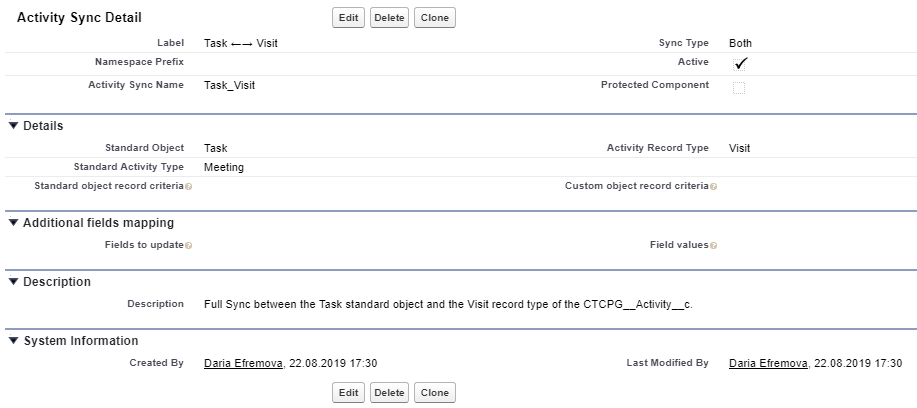 Activity Sync Detail Edit Delete Clone
Label Task ←→ Visit Sync Type Both
Namespace Prefix Active
Activity Sync Name Task_Visit Protected Component
Details
Standard Object Task Activity Record Type Visit
Standard Activity Type Meeting
Standard object record criteria Custom object record criteria
Additional fields mapping
Fields to update Field values
Description
Description Full Sync between the Task standard object and the Visit record type of the CTCPG__Activity__c.
System Information
Created By Daria Efremova, 22.08.2019 17:30 Last Modified By Daria Efremova, 22.08.2019 17:30
Edit Delete Clone